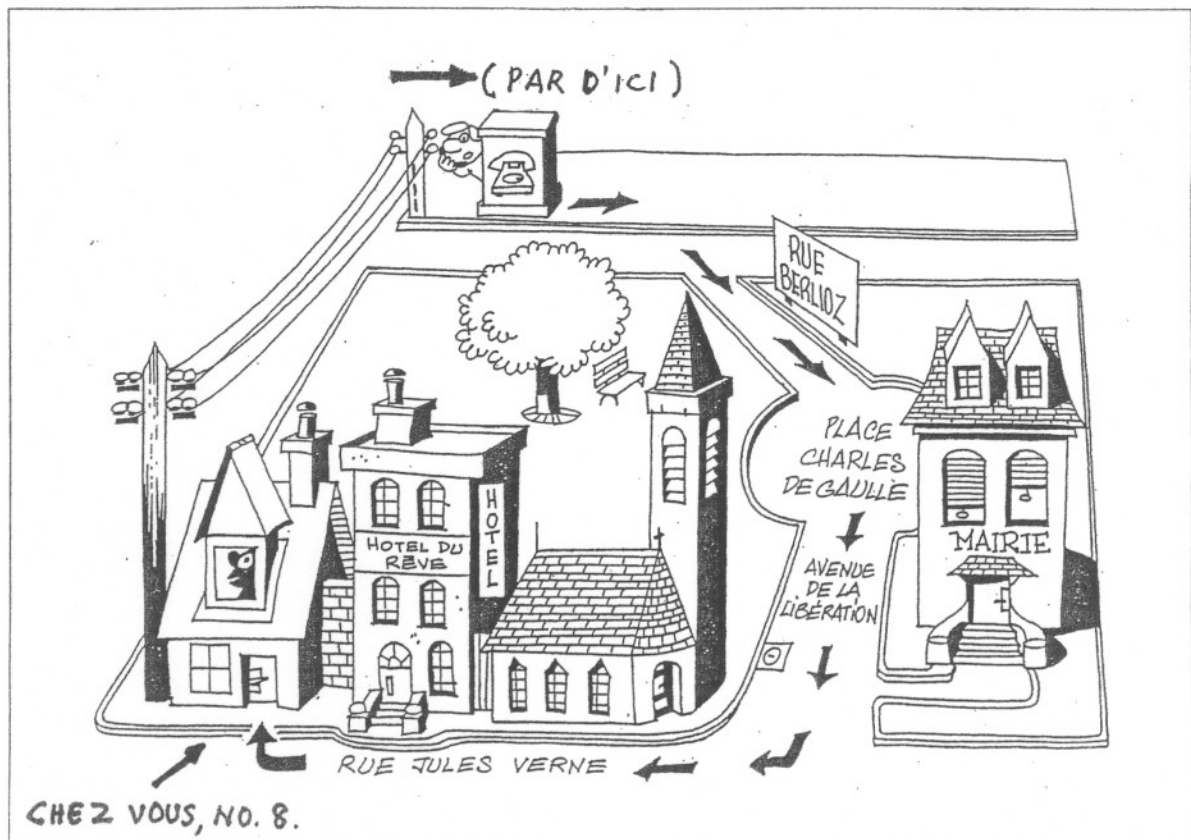 (PAR D'ICI)
RUE
BERLIOZ
PLACE
CHARLES
DE GAULLE
HOTEL
HOTEL DU
RÊVE
MAIRIE
AVENUE
DE LA
LIBÉRATION
RUE JULES VERNE
CHEZ VOUS, NO. 8.